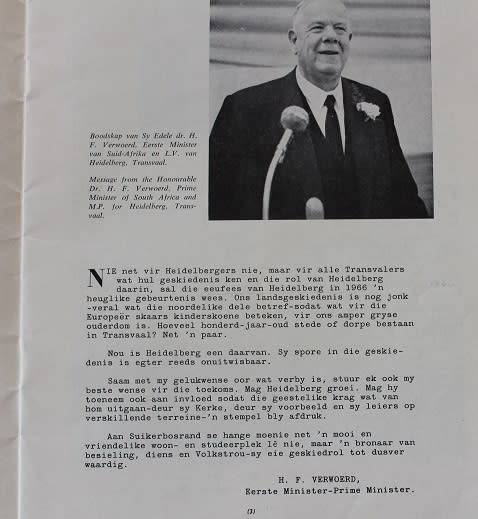 Boodskap van Sy Edele dr. H.
F. Verwoerd, Eerste Minister
van Suid-Afrika en L.V. van
Heidelberg, Transvaal.
Message from the Honourable
Dr. H. F. Verwoerd, Prime
Minister of South Africa and
M.P. for Heidelberg, Trans-
vaal.
NIE net vir Heidelbergers nie, maar vir alle Transvalers
wat hul geskiedenis ken en die rol van Heidelberg
daarin, sal die eeufees van Heidelberg in 1966 'n
heuglike gebeurtenis wees. Ons landsgeskiedenis is nog jonk
-veral wat die noordelike dele betref-sodat wat vir die
Europeër skaars kinderskoene beteken, vir ons amper gryse
ouderdom is. Hoeveel honderd-jaar-oud stede of dorpe bestaan
in Transvaal? Net 'n paar.
Nou is Heidelberg een daarvan. Sy spore in die geskie-
denis is egter reeds onuitwisbaar.
Saam met my gelukwense oor wat verby is, stuur ek ook my
beste wense vir die toekoms. Mag Heidelberg groei. Mag hy
toeneem ook aan invloed sodat die geestelike krag wat van
hom uitgaan-deur sy Kerke, deur sy voorbeeld en sy leiers op
verskillende terreine-'n stempel bly afdruk.
Aan Suikerbosrand se hange moenie net 'n mooi en
vriendelike woon- en studeerplek lê nie, maar 'n bronaar van
besieling, diens en Volkstrou-sy eie geskiedrol tot dusver
waardig.
H. F. VERWOERD,
Eerste Minister-Prime Minister.
(3)